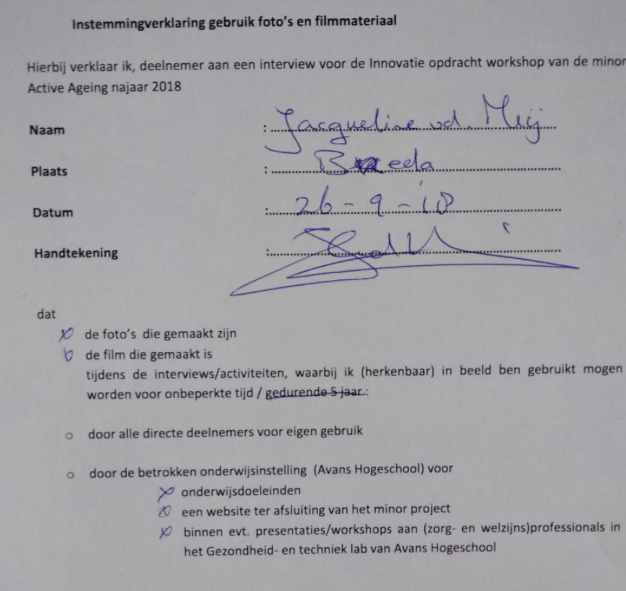 Instemmingverklaring gebruik foto's en filmmateriaal
Hierbij verklaar ik, deelnemer aan een interview voor de Innovatie opdracht workshop van de minor
Active Ageing najaar 2018
Naam : Jacqueline vd. Meij
Plaats : Breda
Datum : 26-9-'18
Handtekening :
dat
de foto's die gemaakt zijn
de film die gemaakt is
tijdens de interviews/activiteiten, waarbij ik (herkenbaar) in beeld ben gebruikt mogen
worden voor onbeperkte tijd / gedurende 5 jaar :
door alle directe deelnemers voor eigen gebruik
door de betrokken onderwijsinstelling (Avans Hogeschool) voor
onderwijsdoeleinden
een website ter afsluiting van het minor project
binnen evt. presentaties/workshops aan (zorg- en welzijns)professionals in
het Gezondheid- en techniek lab van Avans Hogeschool